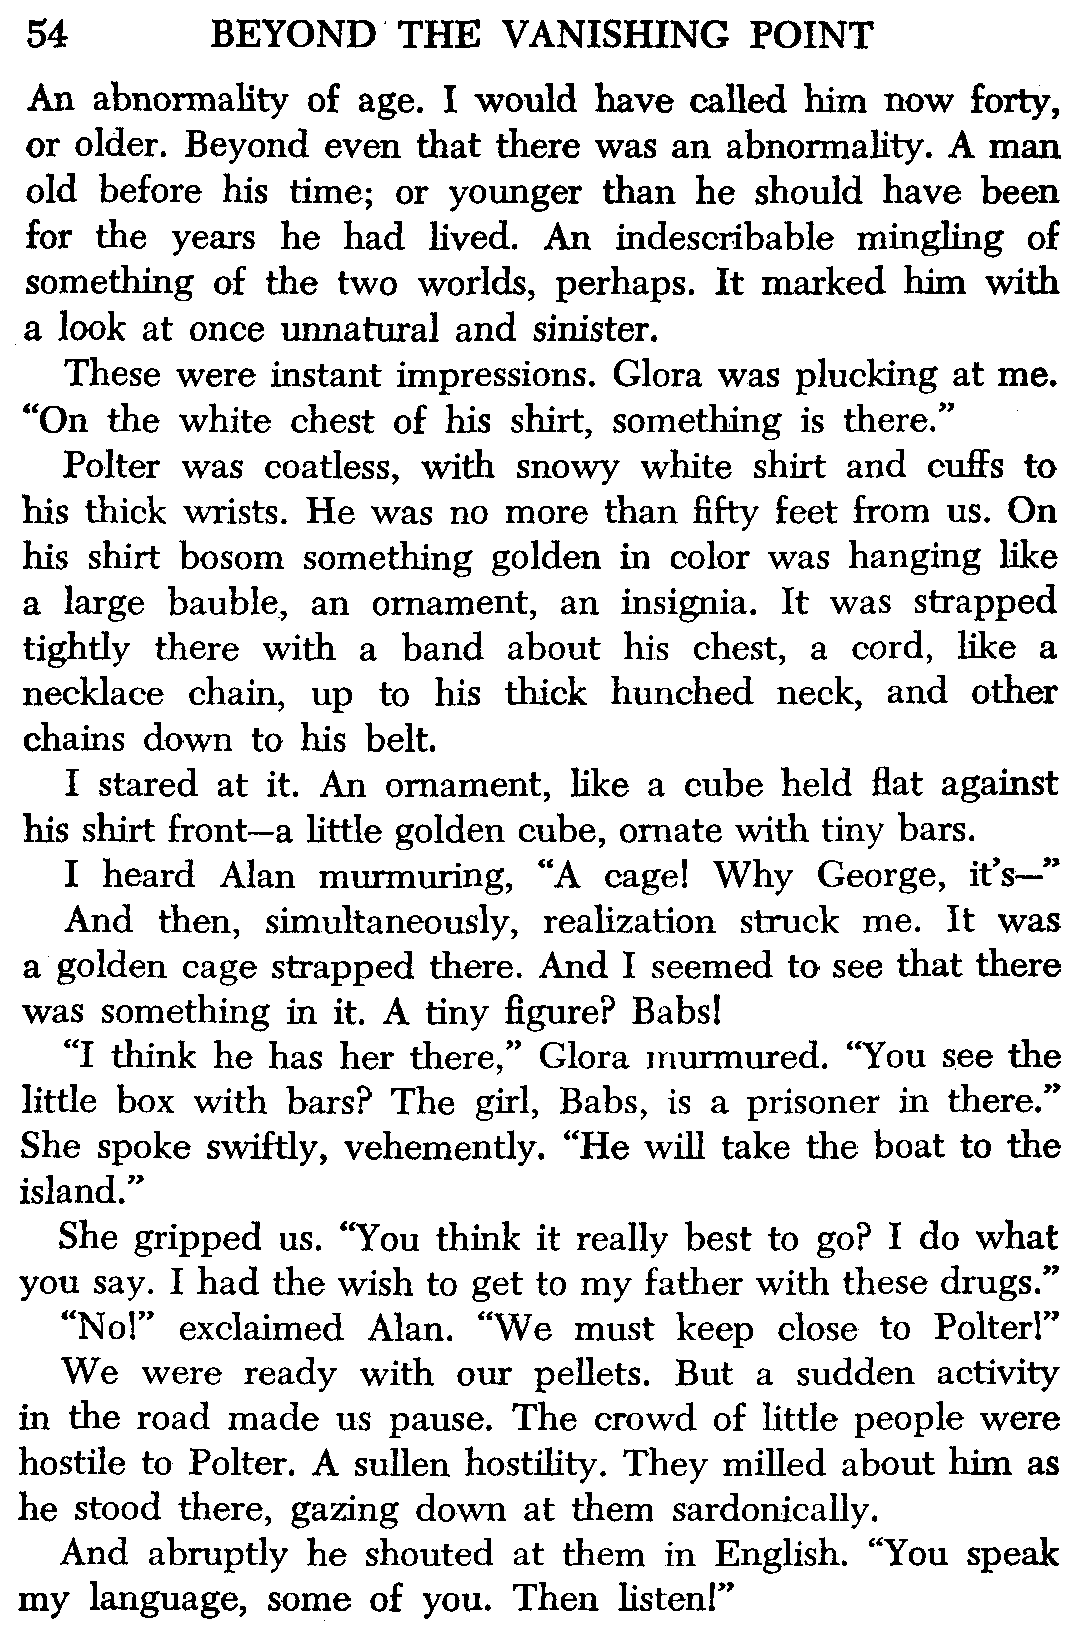 54 BEYOND THE VANISHING POINT
An abnormality of age. I would have called him now forty,
or older. Beyond even that there was an abnormality. A man
old before his time; or younger than he should have been
for the years he had lived. An indescribable mingling of
something of the two worlds, perhaps. It marked him with
a look at once unnatural and sinister.
These were instant impressions. Glora was plucking at me.
“On the white chest of his shirt, something is there.”
Polter was coatless, with snowy white shirt and cuffs to
his thick wrists. He was no more than fifty feet from us. On
his shirt bosom something golden in color was hanging like
a large bauble, an ornament, an insignia. It was strapped
tightly there with a band about his chest, a cord, like a
necklace chain, up to his thick hunched neck, and other
chains down to his belt.
I stared at it. An ornament, like a cube held flat against
his shirt front—a little golden cube, ornate with tiny bars.
I heard Alan murmuring, “A cage! Why George, it’s—”
And then, simultaneously, realization struck me. It was
a golden cage strapped there. And I seemed to see that there
was something in it. A tiny figure? Babs!
“I think he has her there,” Glora murmured. “You see the
little box with bars? The girl, Babs, is a prisoner in there.”
She spoke swiftly, vehemently. “He will take the boat to the
island.”
She gripped us. “You think it really best to go? I do what
you say. I had the wish to get to my father with these drugs.”
“No!” exclaimed Alan. “We must keep close to Polter!”
We were ready with our pellets. But a sudden activity
in the road made us pause. The crowd of little people were
hostile to Polter. A sullen hostility. They milled about him as
he stood there, gazing down at them sardonically.
And abruptly he shouted at them in English. “You speak
my language, some of you. Then listen!”